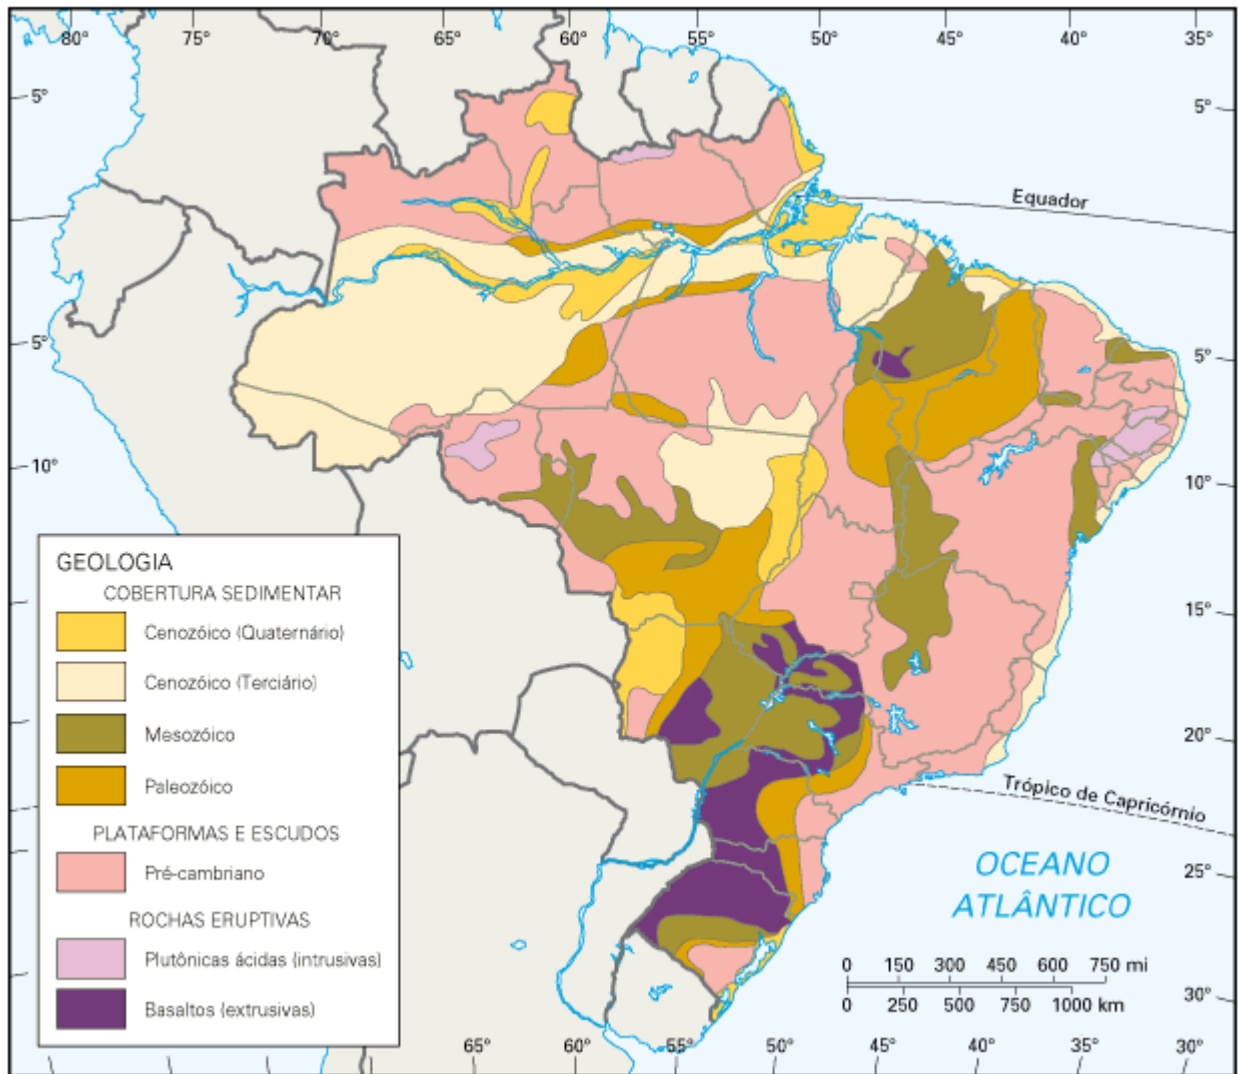 80° 75° 70° 65° 60° 55° 50° 45° 40° 35°
5° 5°
Equador
5° 5°
10° 10°
GEOLOGIA
COBERTURA SEDIMENTAR
Cenozóico (Quaternário)
Cenozóico (Terciário)
Mesozóico
Paleozóico
PLATAFORMAS E ESCUDOS
Pré-cambriano
ROCHAS ERUPTIVAS
Plutônicas ácidas (intrusivas)
Basaltos (extrusivas)
15°
20°
Trópico de Capricórnio
OCEANO
ATLÂNTICO
25°
0 150 300 450 600 750 mi
0 250 500 750 1000 km
30°
65° 60° 55° 50° 45° 40° 35° 30°